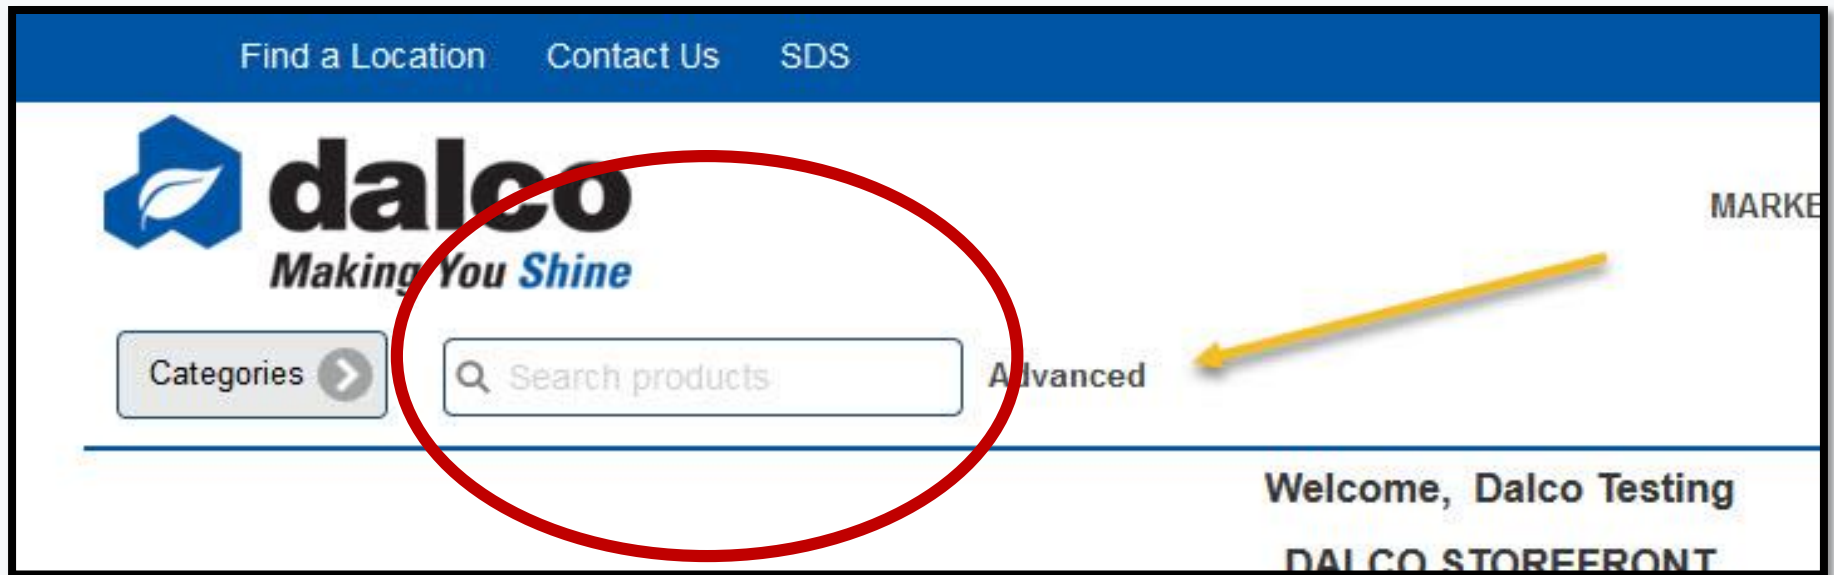 Find a Location Contact Us SDS
dalco
Making You Shine
MARKE
Categories Search products Advanced
Welcome, Dalco Testing
DALCO STOREFRONT